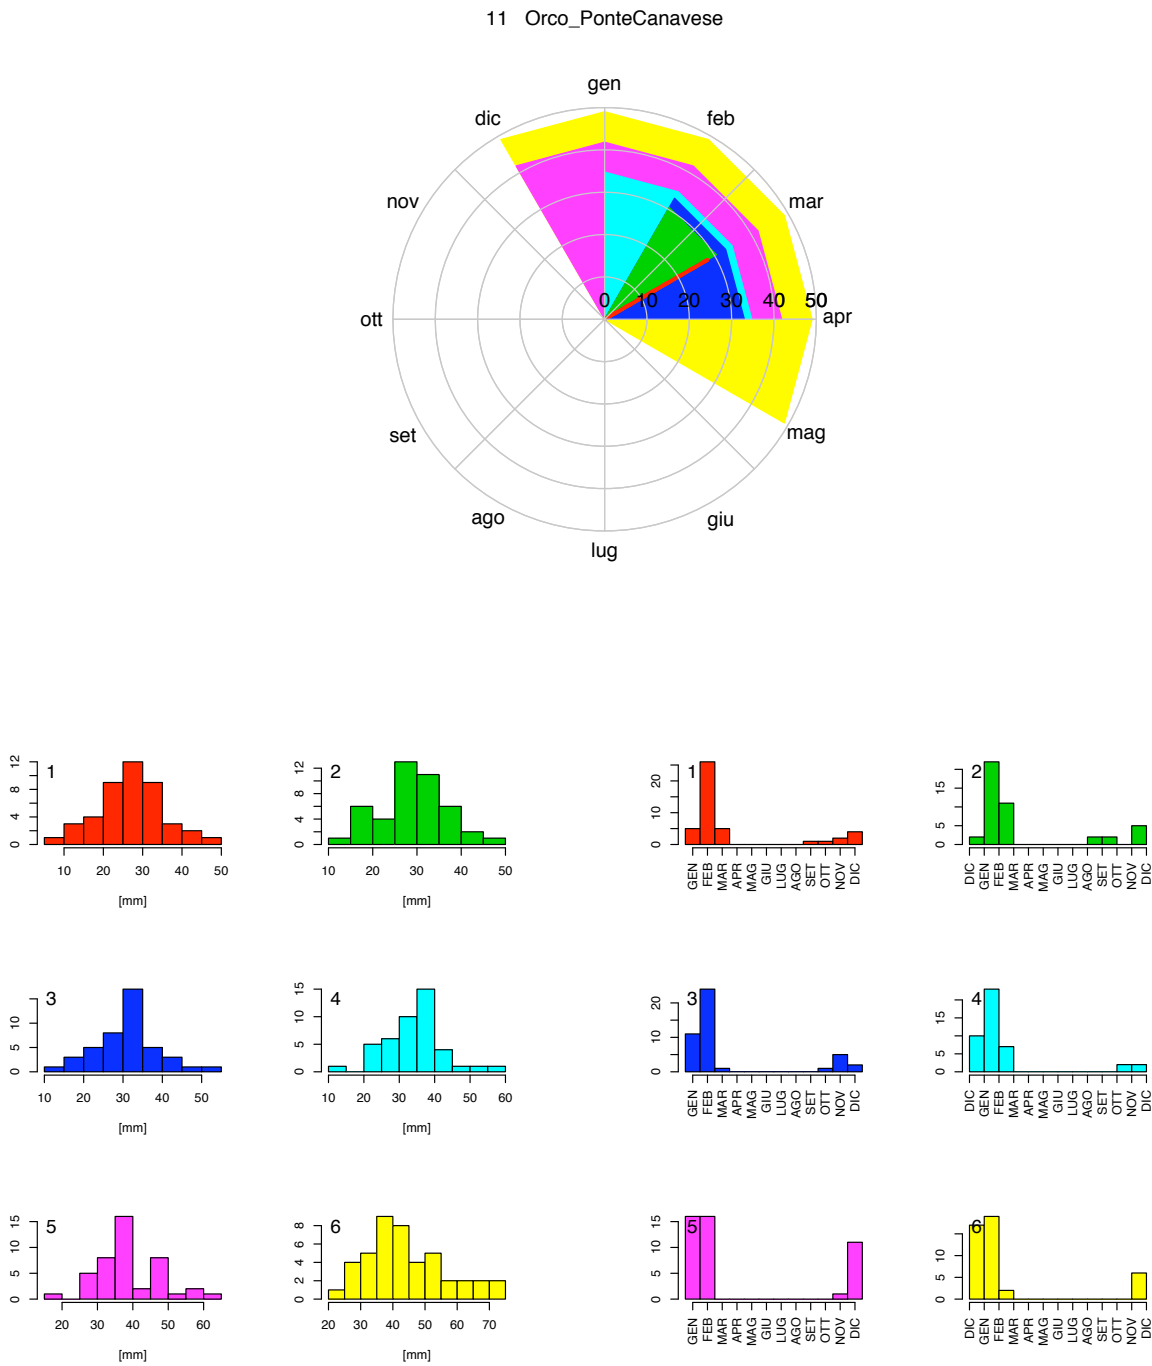 11 Orco_PonteCanavese
gen
dic feb
nov mar
0 10 20 30 40 50
ott apr
set mag
ago giu
lug
1
0 4 8 12
10 20 30 40 50
[mm]
2
0 4 8 12
10 20 30 40 50
[mm]
1
0 10 20
GEN FEB MAR APR MAG GIU LUG AGO SET OTT NOV DIC
2
0 5 15
DIC GEN FEB MAR APR MAG GIU LUG AGO SET OTT NOV DIC
3
0 5 10
10 20 30 40 50
[mm]
4
0 5 10 15
10 20 30 40 50 60
[mm]
3
0 10 20
GEN FEB MAR APR MAG GIU LUG AGO SET OTT NOV DIC
4
0 5 15
DIC GEN FEB MAR APR MAG GIU LUG AGO SET OTT NOV DIC
5
0 5 10 15
20 30 40 50 60
[mm]
6
0 2 4 6 8
20 30 40 50 60 70
[mm]
5
0 5 10 15
GEN FEB MAR APR MAG GIU LUG AGO SET OTT NOV DIC
6
0 5 10
DIC GEN FEB MAR APR MAG GIU LUG AGO SET OTT NOV DIC